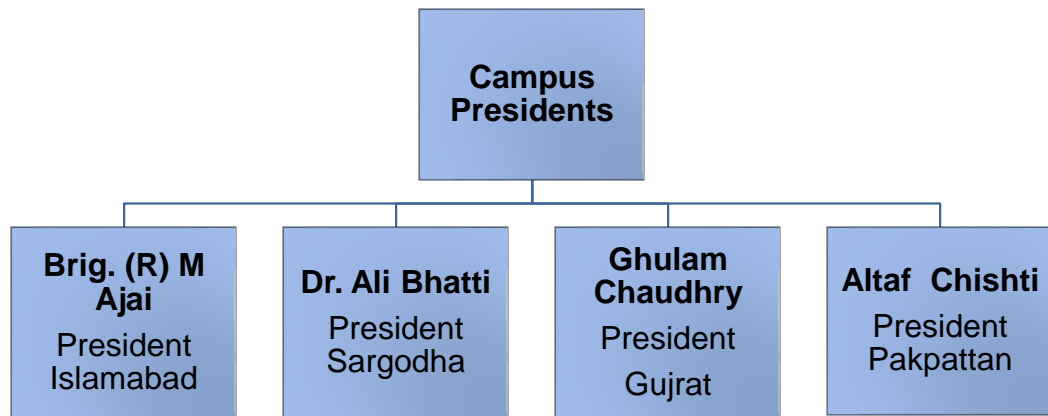 Campus
Presidents
Brig. (R) M
Ajai
President
Islamabad
Dr. Ali Bhatti
President
Sargodha
Ghulam
Chaudhry
President
Gujrat
Altaf  Chishti
President
Pakpattan